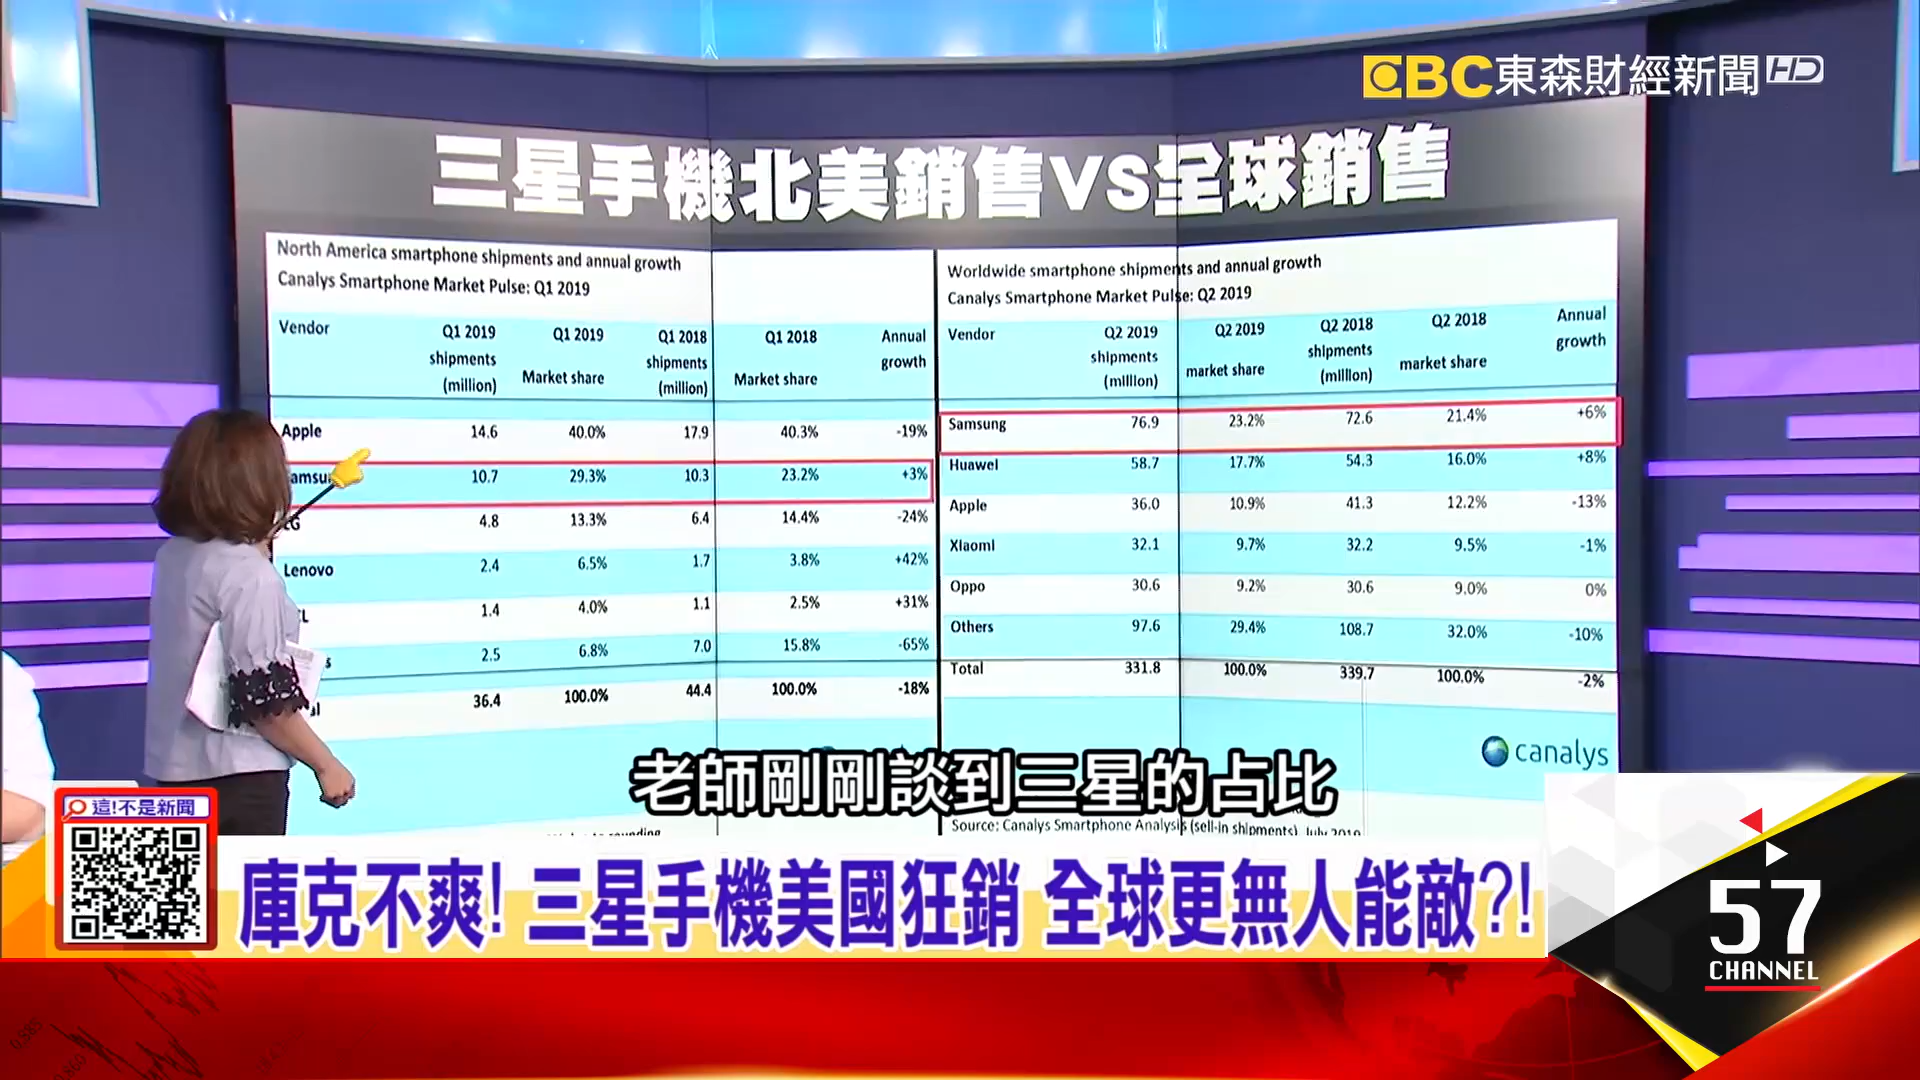 EBC東森財經新聞HD
三星手機北美銷售VS全球銷售
North America smartphone shipments and annual growth
Canalys Smartphone Market Pulse: Q1 2019
Vendor Q1 2019 shipments (million) Q1 2019 Market share Q1 2018 shipments (million) Q1 2018 Market share Annual growth
Apple 14.6 40.0% 17.9 40.3% -19%
amsu 10.7 29.3% 10.3 23.2% +3%
LG 4.8 13.3% 6.4 14.4% -24%
Lenovo 2.4 6.5% 1.7 3.8% +42%
L 1.4 4.0% 1.1 2.5% +31%
s 2.5 6.8% 7.0 15.8% -65%
al 36.4 100.0% 44.4 100.0% -18%
Worldwide smartphone shipments and annual growth
Canalys Smartphone Market Pulse: Q2 2019
Vendor Q2 2019 shipments (million) Q2 2019 market share Q2 2018 shipments (million) Q2 2018 market share Annual growth
Samsung 76.9 23.2% 72.6 21.4% +6%
Huawei 58.7 17.7% 54.3 16.0% +8%
Apple 36.0 10.9% 41.3 12.2% -13%
Xiaomi 32.1 9.7% 32.2 9.5% -1%
Oppo 30.6 9.2% 30.6 9.0% 0%
Others 97.6 29.4% 108.7 32.0% -10%
Total 331.8 100.0% 339.7 100.0% -2%
canalys
老師剛剛談到三星的占比
Source: Canalys Smartphone Analysis (sell-in shipments), July 2019
這!不是新聞
庫克不爽! 三星手機美國狂銷 全球更無人能敵?!
57
CHANNEL